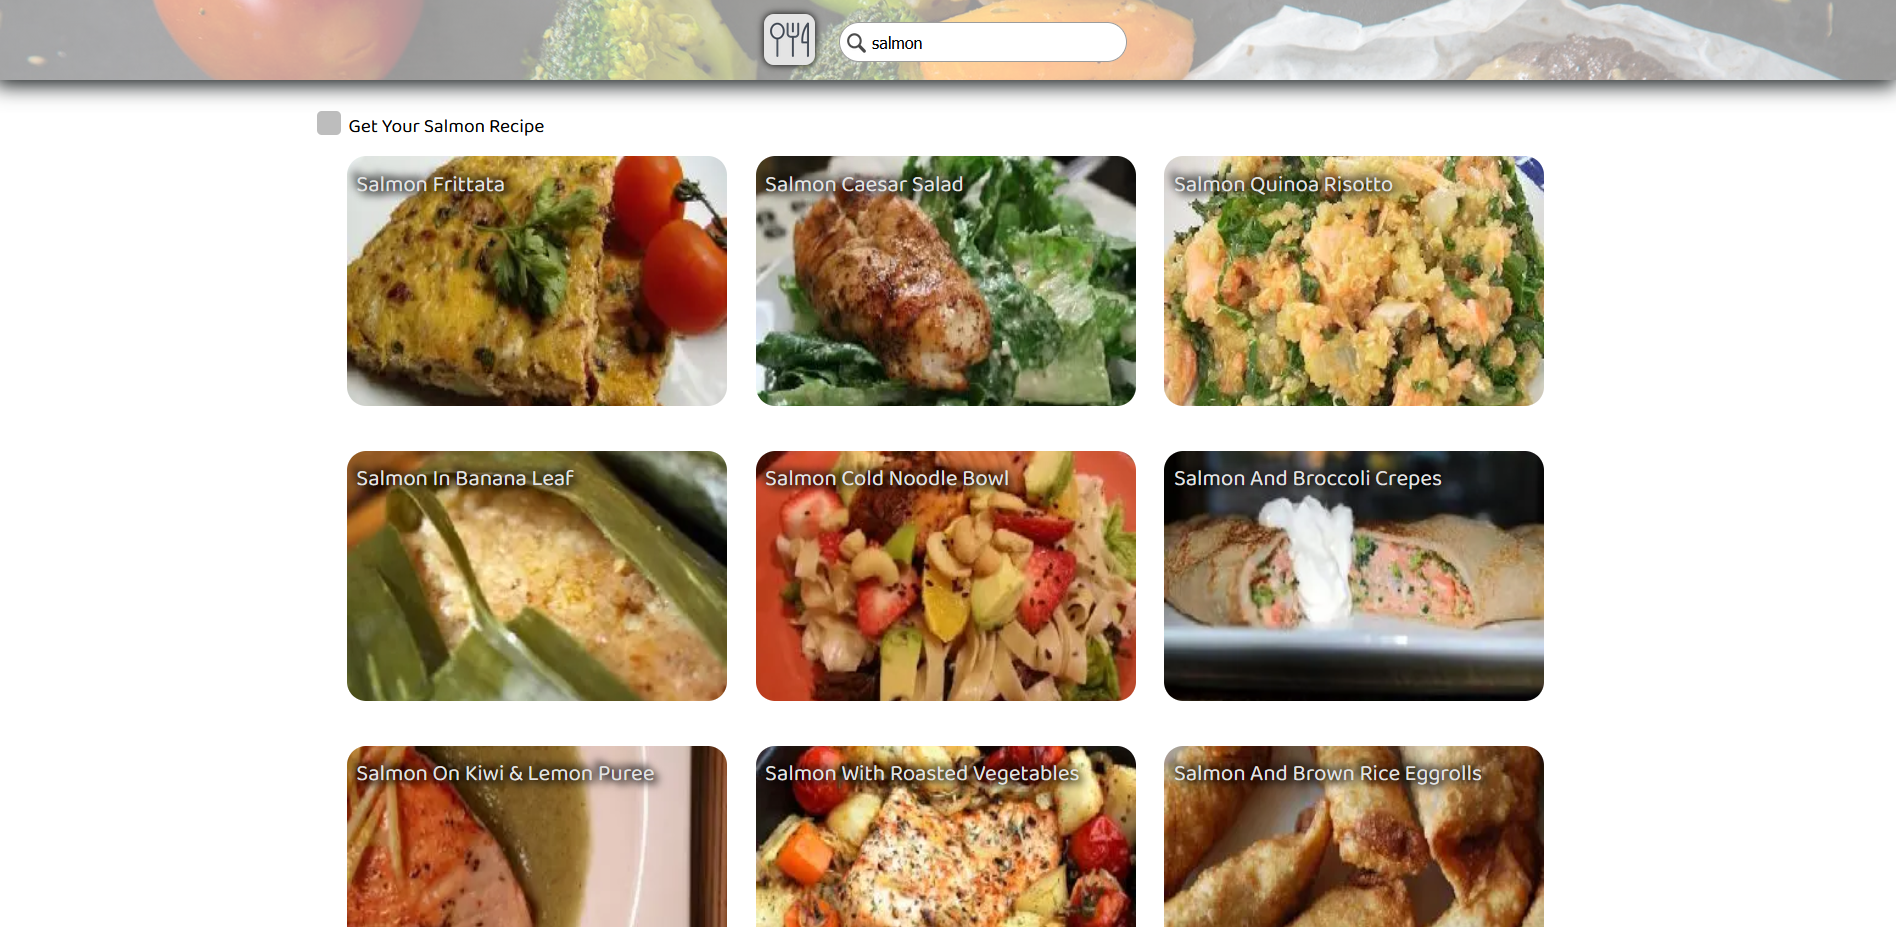 salmon
Get Your Salmon Recipe
Salmon Frittata
Salmon Caesar Salad
Salmon Quinoa Risotto
Salmon In Banana Leaf
Salmon Cold Noodle Bowl
Salmon And Broccoli Crepes
Salmon On Kiwi & Lemon Puree
Salmon With Roasted Vegetables
Salmon And Brown Rice Eggrolls